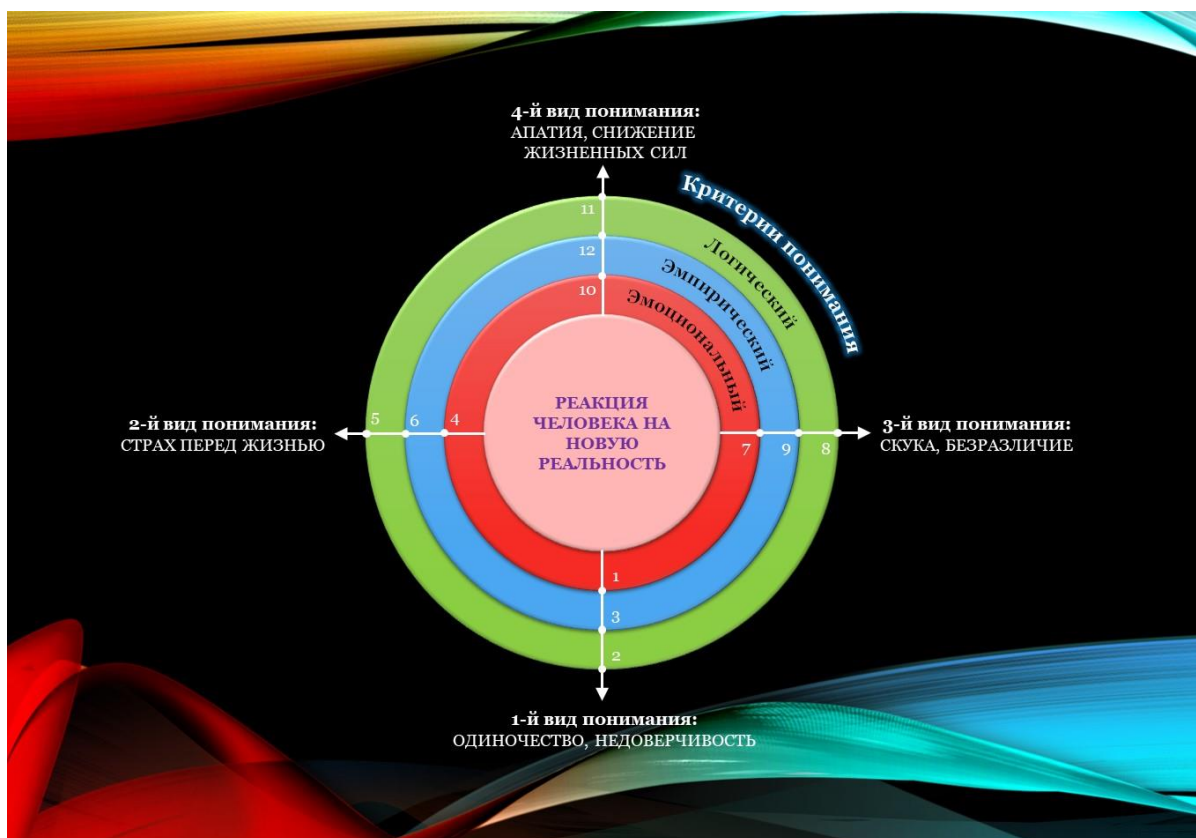 4-й вид понимания:
АПАТИЯ, СНИЖЕНИЕ
ЖИЗНЕННЫХ СИЛ
Критерии понимания
11
Логический
12
Эмпирический
10
Эмоциональный
2-й вид понимания:
СТРАХ ПЕРЕД ЖИЗНЬЮ
5
6
4
РЕАКЦИЯ
ЧЕЛОВЕКА НА
НОВУЮ
РЕАЛЬНОСТЬ
7
9
8
3-й вид понимания:
СКУКА, БЕЗРАЗЛИЧИЕ
1
3
2
1-й вид понимания:
ОДИНОЧЕСТВО, НЕДОВЕРЧИВОСТЬ